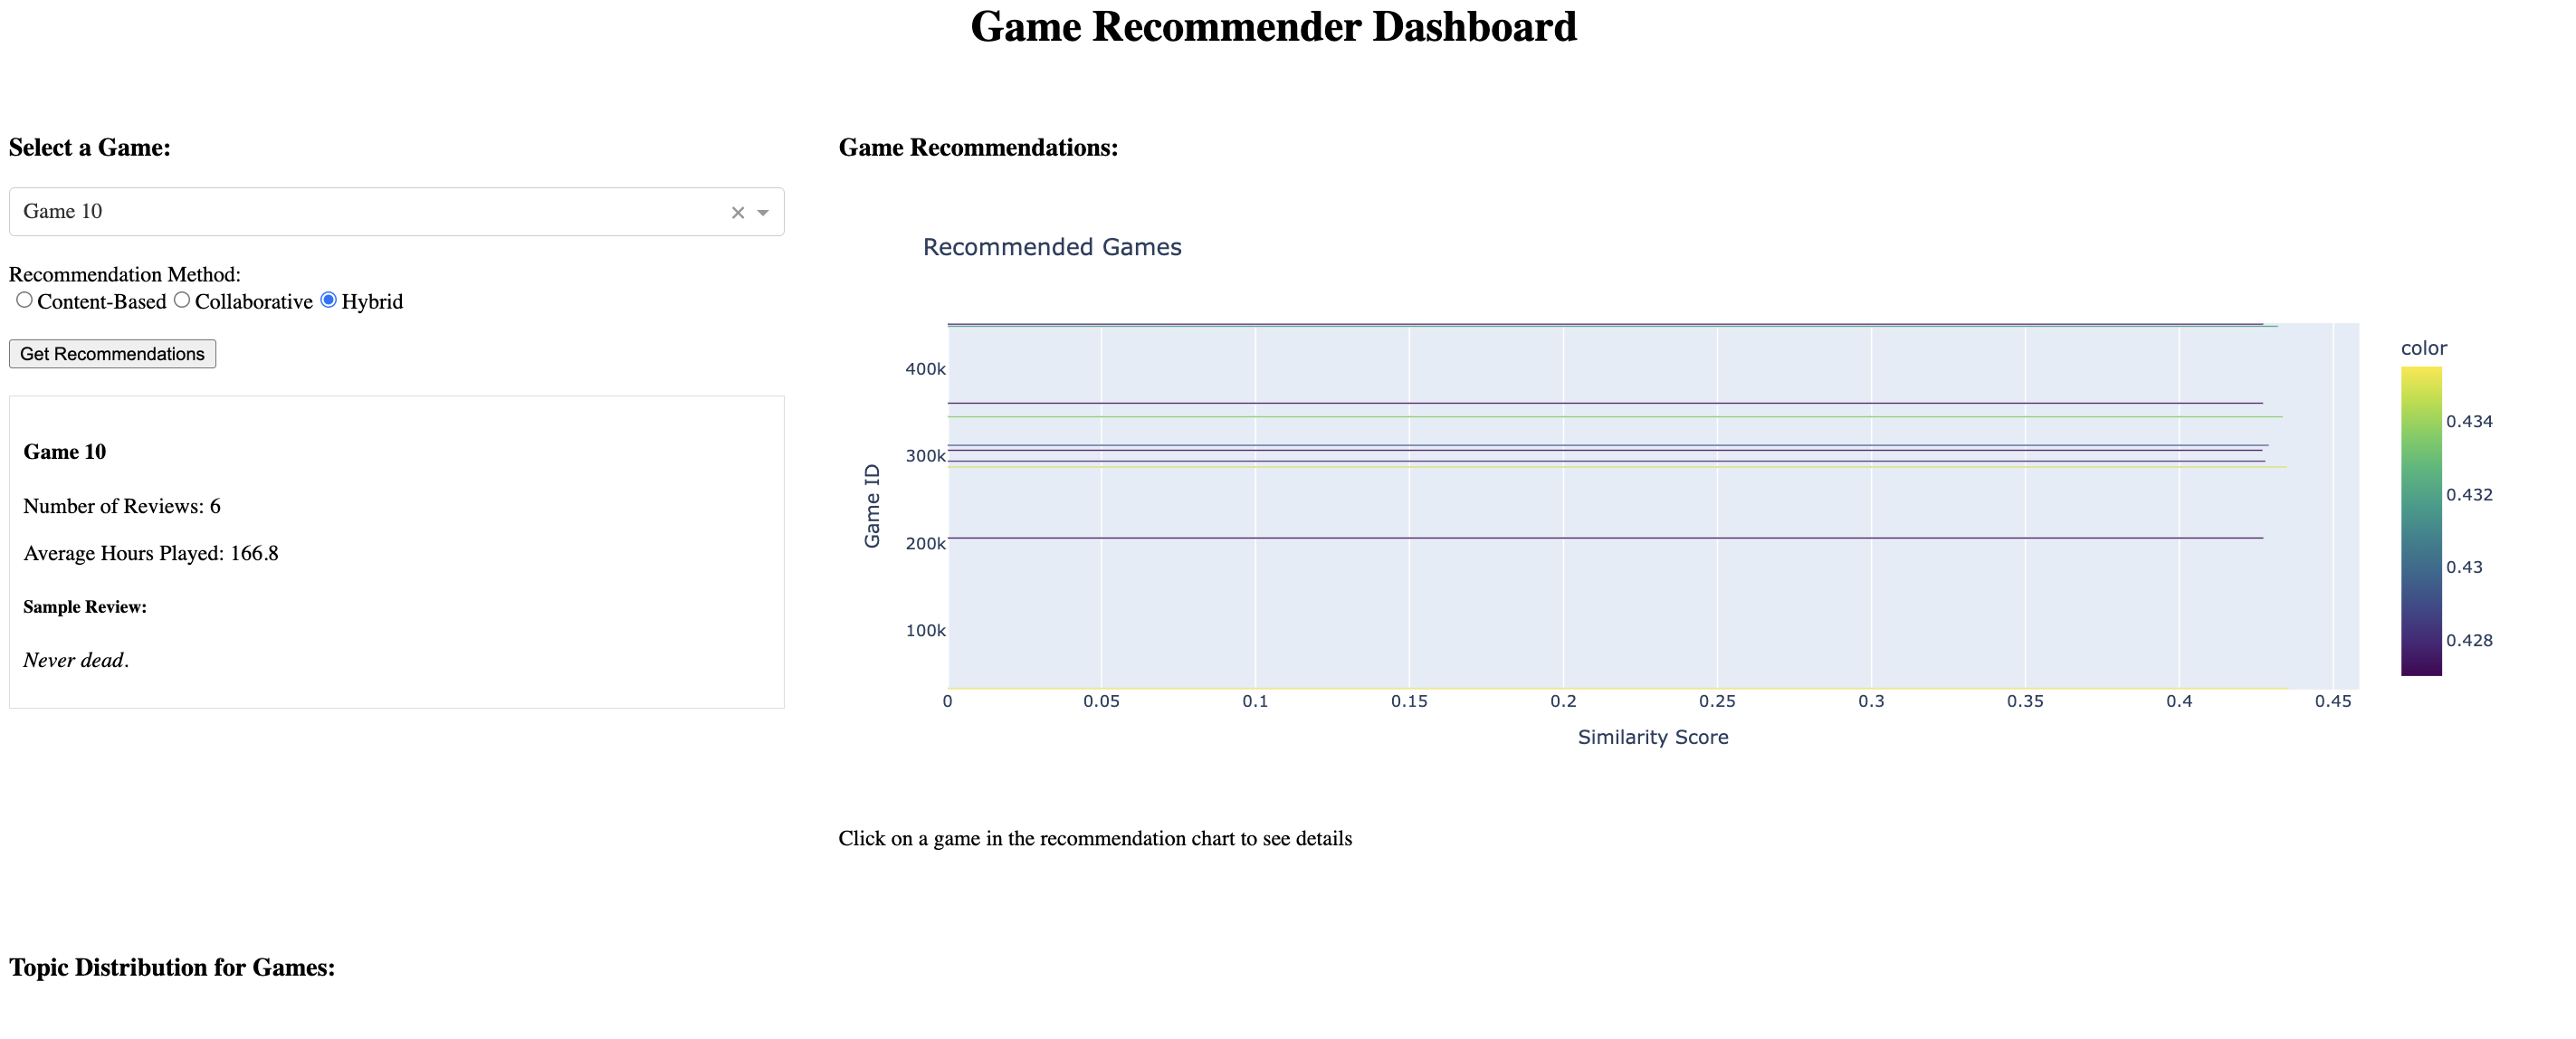 Game Recommender Dashboard
Select a Game:
Game 10
Recommendation Method:
Content-Based Collaborative Hybrid
Get Recommendations
Game 10
Number of Reviews: 6
Average Hours Played: 166.8
Sample Review:
Never dead.
Game Recommendations:
Recommended Games
Game ID
400k
300k
200k
100k
0 0.05 0.1 0.15 0.2 0.25 0.3 0.35 0.4 0.45
Similarity Score
color
0.434
0.432
0.43
0.428
Click on a game in the recommendation chart to see details
Topic Distribution for Games: